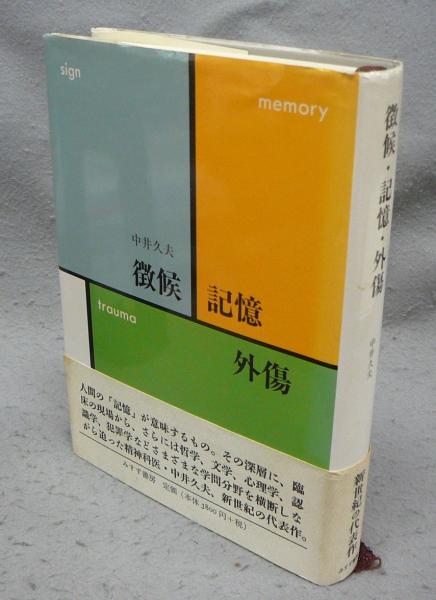 sign
memory
中井久夫
徴候
記憶
trauma
外傷
人間の「記憶」が意味するもの。その深層に、臨
床の現場から、さらには哲学、文学、心理学、認
識学、犯罪学などさまざまな学問分野を横断しな
がら迫った精神科医・中井久夫、新世紀の代表作。
みすず書房 定価(本体 3800円+税)
徴候・記憶・外傷
中井久夫
新世紀の代表作
みすず